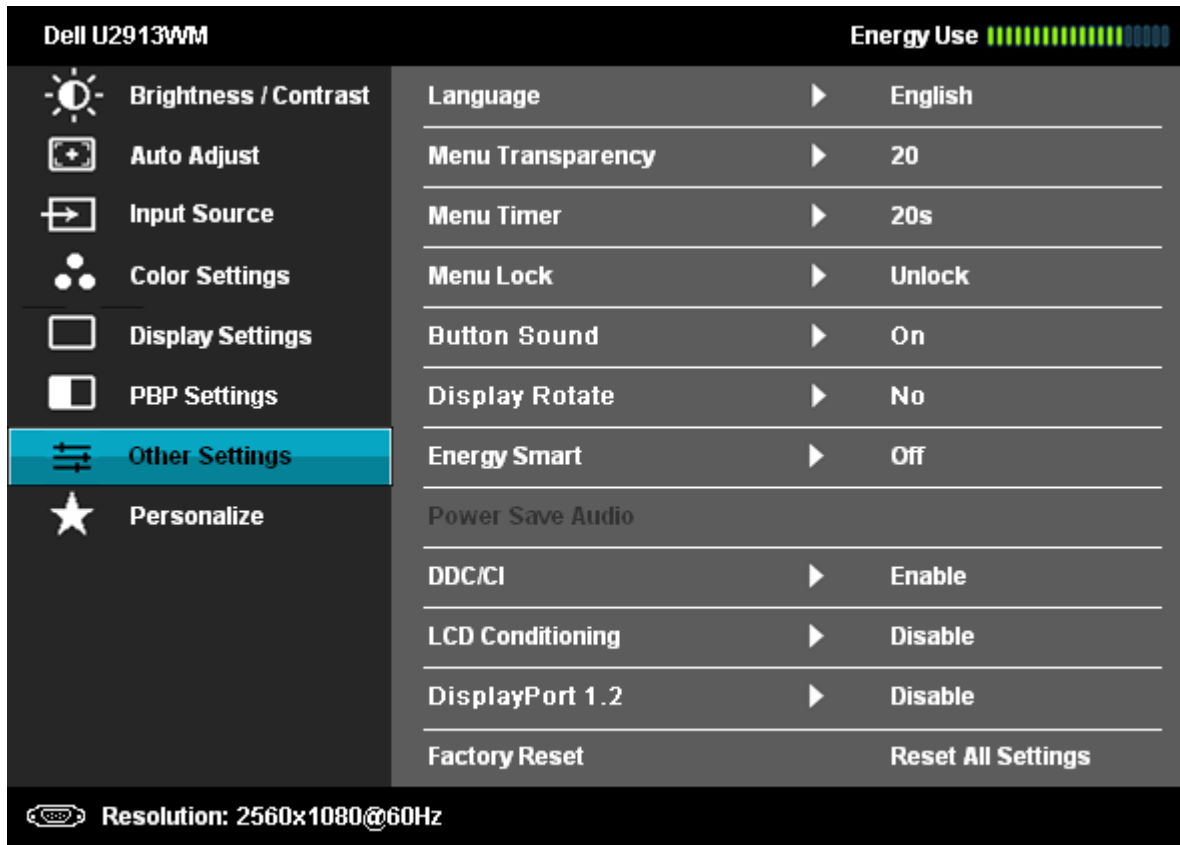 Dell U2913WM
Energy Use
Brightness / Contrast
Auto Adjust
Input Source
Color Settings
Display Settings
PBP Settings
Other Settings
Personalize
Language English
Menu Transparency 20
Menu Timer 20s
Menu Lock Unlock
Button Sound On
Display Rotate No
Energy Smart Off
Power Save Audio
DDC/CI Enable
LCD Conditioning Disable
DisplayPort 1.2 Disable
Factory Reset Reset All Settings
Resolution: 2560x1080@60Hz